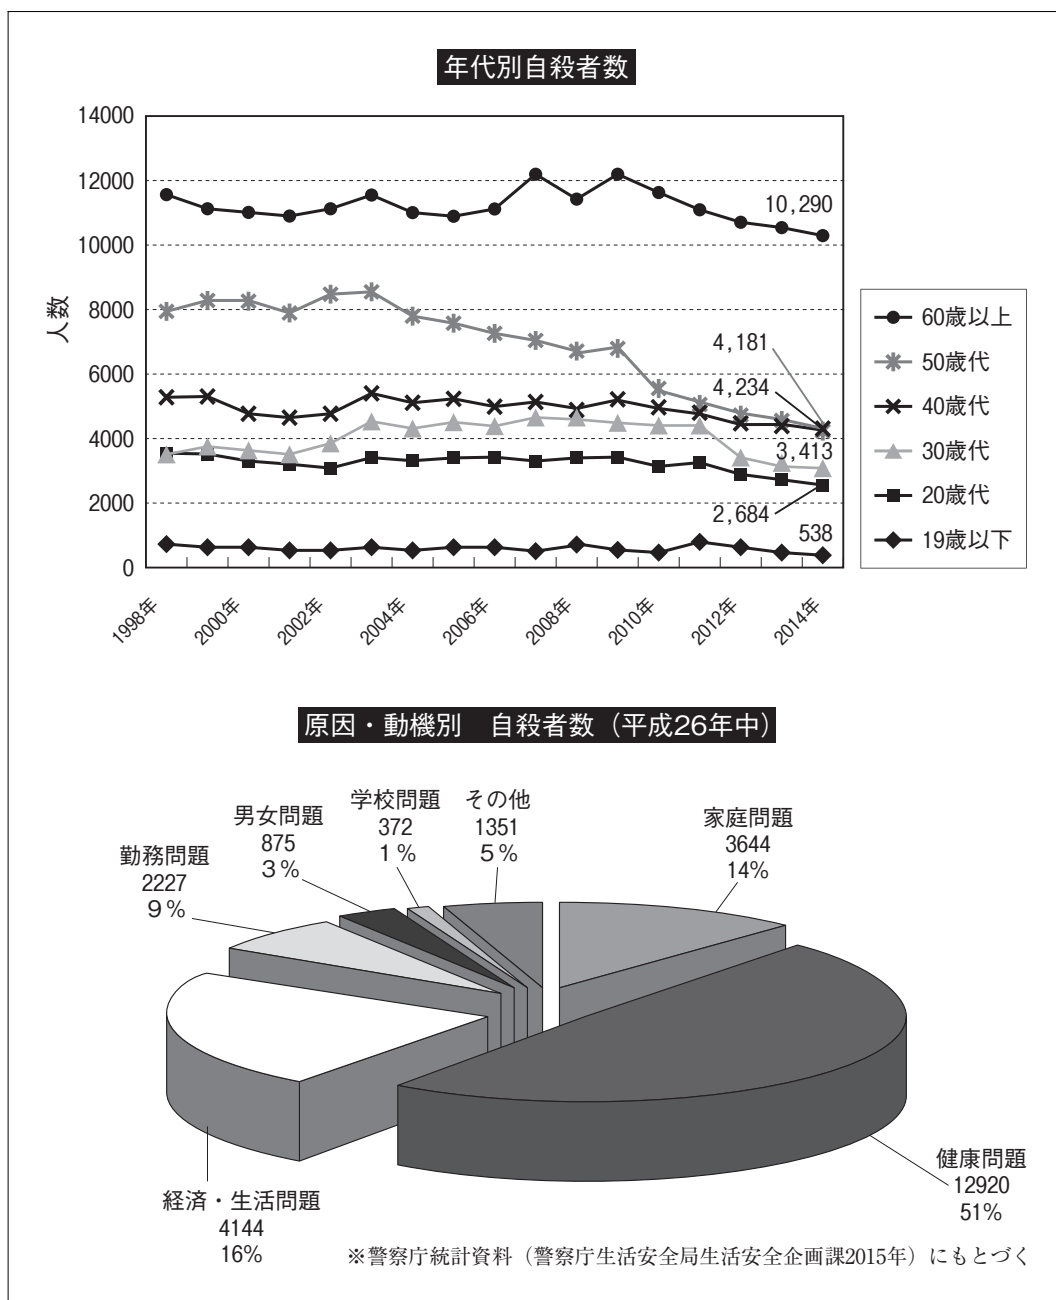 年代別自殺者数
14000
12000
10000
8000
6000
4000
2000
0
人数
10,290
4,181
4,234
3,413
2,684
538
1998年
2000年
2002年
2004年
2006年
2008年
2010年
2012年
2014年
60歳以上
50歳代
40歳代
30歳代
20歳代
19歳以下
原因・動機別 自殺者数（平成26年中）
家庭問題
3644
14%
健康問題
12920
51%
経済・生活問題
4144
16%
勤務問題
2227
9%
男女問題
875
3%
学校問題
372
1%
その他
1351
5%
※警察庁統計資料（警察庁生活安全局生活安全企画課2015年）にもとづく